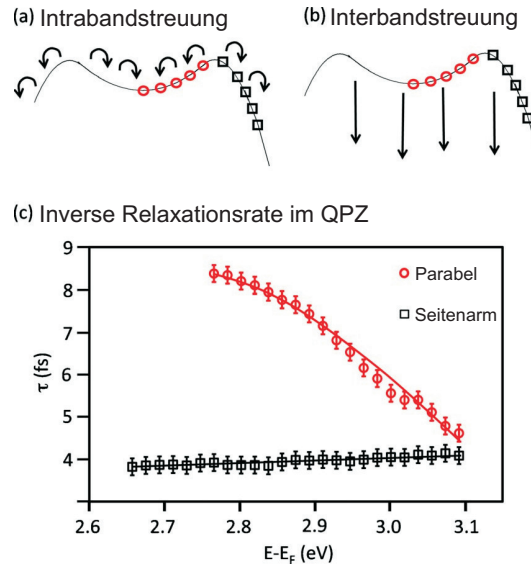 (a) Intrabandstreuung
(b) Interbandstreuung
(c) Inverse Relaxationsrate im QPZ
9
8
7
6
5
4
3
τ (fs)
Parabel
Seitenarm
2.6 2.7 2.8 2.9 3.0 3.1
E-E_F (eV)